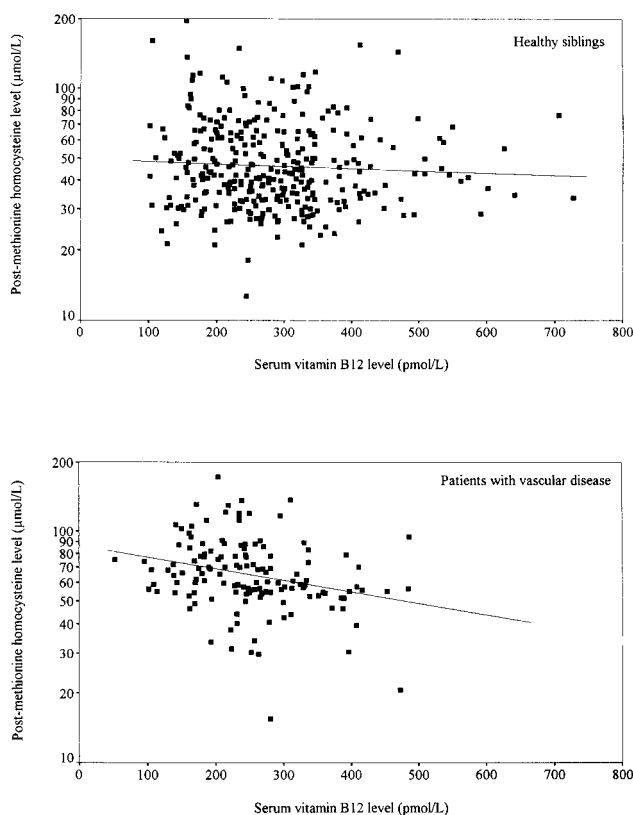 Healthy siblings
Post-methionine homocysteine level (μmol/L)
200
100
90
80
70
60
50
40
30
20
10
0 100 200 300 400 500 600 700 800
Serum vitamin B12 level (pmol/L)
Patients with vascular disease
Post-methionine homocysteine level (μmol/L)
200
100
90
80
70
60
50
40
30
20
10
0 100 200 300 400 500 600 700 800
Serum vitamin B12 level (pmol/L)